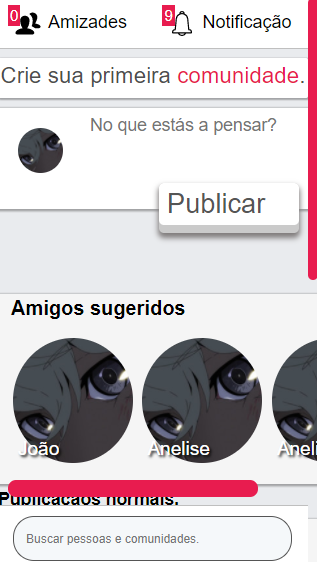 0 Amizades 9 Notificação
Crie sua primeira comunidade.
No que estás a pensar?
Publicar
Amigos sugeridos
João Anelise Aneli
Publicacaos normais.
Buscar pessoas e comunidades.